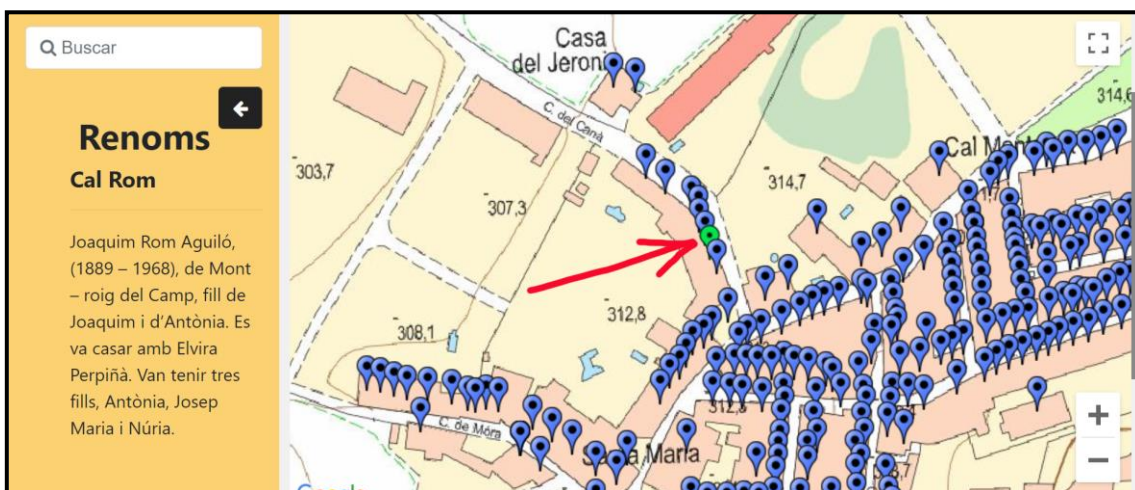 Buscar
Renoms
Cal Rom
Joaquim Rom Aguiló,
(1889 – 1968), de Mont
– roig del Camp, fill de
Joaquim i d’Antònia. Es
va casar amb Elvira
Perpiñà. Van tenir tres
fills, Antònia, Josep
Maria i Núria.
Casa
del Jeroni
C. del Canà
314,6
Cal
303,7
314,7
307,3
312,8
308,1
C. de Móra
Maria
Google
+
−